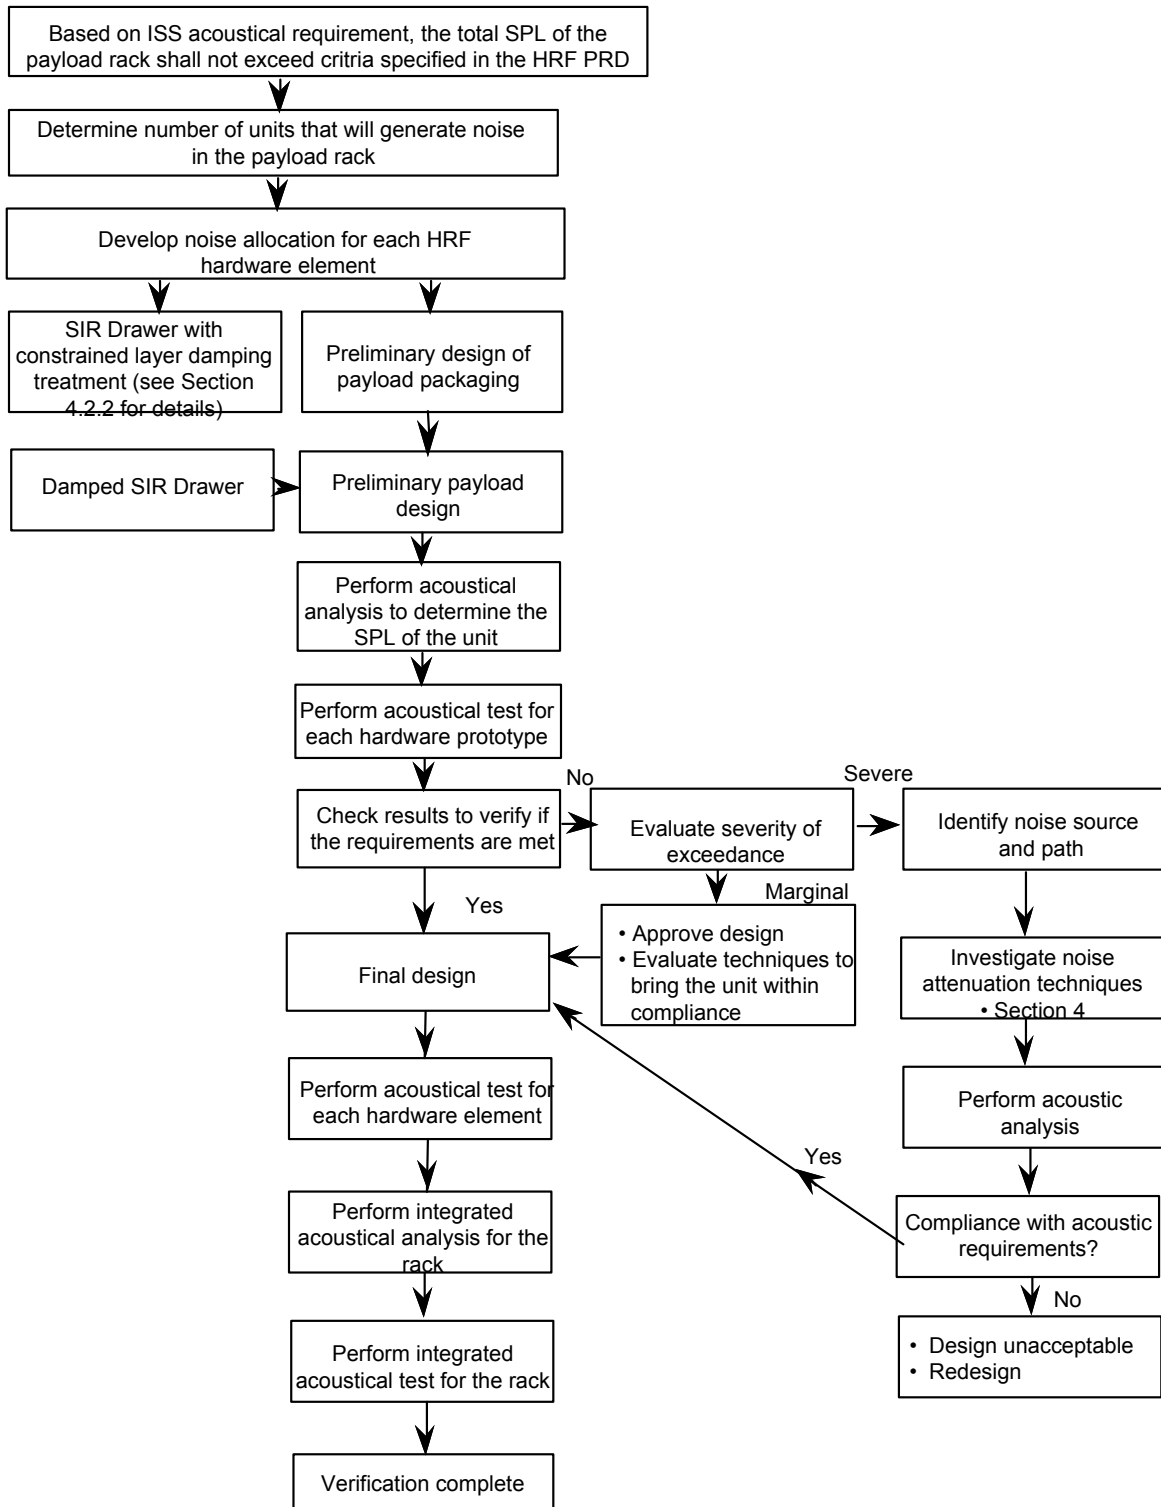 Based on ISS acoustical requirement, the total SPL of the
payload rack shall not exceed critria specified in the HRF PRD
Determine number of units that will generate noise
in the payload rack
Develop noise allocation for each HRF
hardware element
SIR Drawer with
constrained layer damping
treatment (see Section
4.2.2 for details)
Preliminary design of
payload packaging
Damped SIR Drawer
Preliminary payload
design
Perform acoustical
analysis to determine the
SPL of the unit
Perform acoustical test for
each hardware prototype
Check results to verify if
the requirements are met
No
Evaluate severity of
exceedance
Severe
Identify noise source
and path
Yes
Marginal
• Approve design
• Evaluate techniques to
bring the unit within
compliance
Final design
Investigate noise
attenuation techniques
• Section 4
Perform acoustical test for
each hardware element
Perform acoustic
analysis
Yes
Perform integrated
acoustical analysis for the
rack
Compliance with acoustic
requirements?
No
Perform integrated
acoustical test for the rack
• Design unacceptable
• Redesign
Verification complete